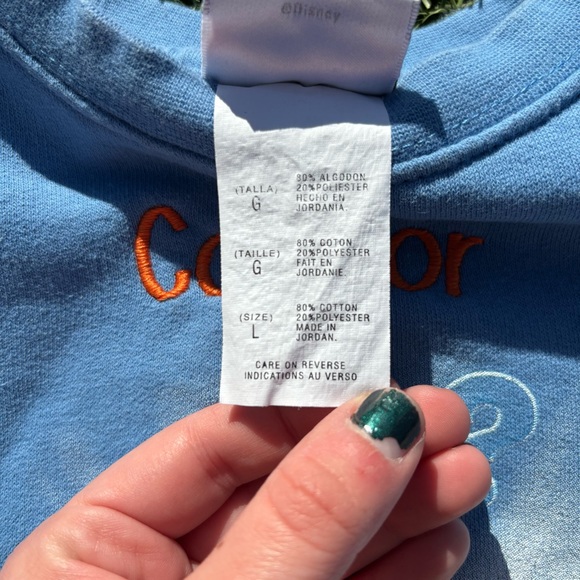 ©Disney
(TALLA)
G
80% ALGODON
20%POLIESTER
HECHO EN
JORDANIA.
(TAILLE)
G
80% COTON
20%POLYESTER
FAIT EN
JORDANIE.
(SIZE)
L
80% COTTON
20%POLYESTER
MADE IN
JORDAN.
CARE ON REVERSE
INDICATIONS AU VERSO